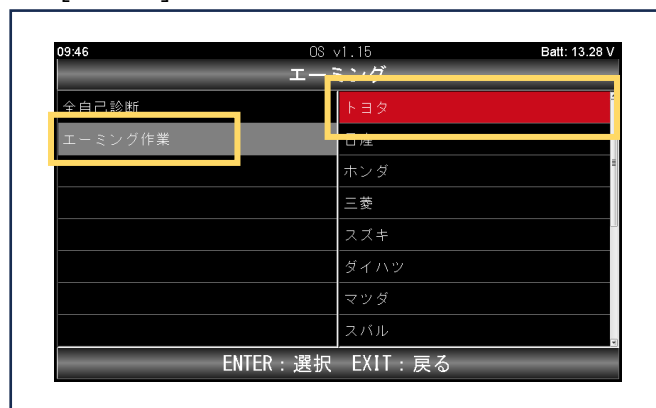 09:46 OS v1.15 Batt: 13.28 V
エーミング
全自己診断
エーミング作業
トヨタ
日産
ホンダ
三菱
スズキ
ダイハツ
マツダ
スバル
ENTER：選択 EXIT：戻る